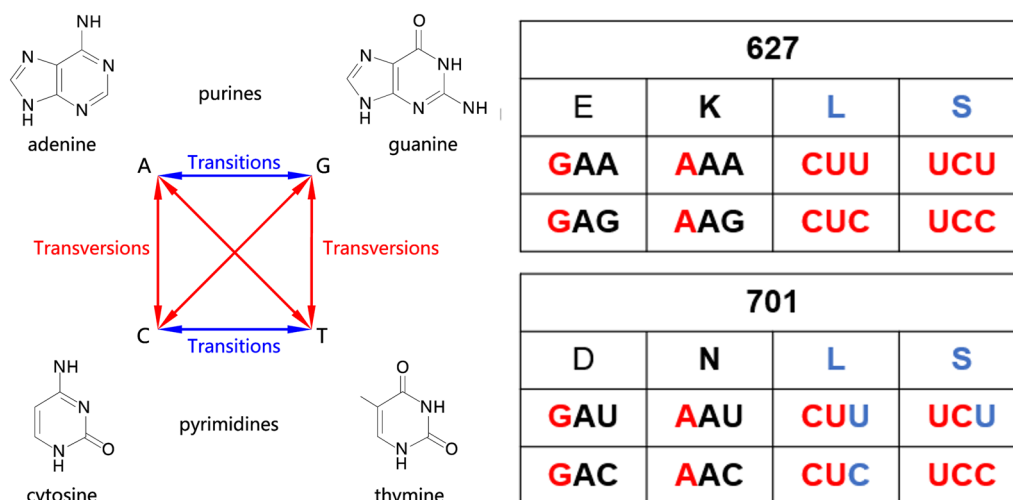 NH
N
N
N
N
H
adenine
purines
O
N
NH
N
H
N
NH
guanine
A
Transitions
G
Transversions
Transversions
C
Transitions
T
NH
N
N
H
O
cytosine
pyrimidines
O
NH
N
H
O
thymine
627
E K L S
GAA AAA CUU UCU
GAG AAG CUC UCC
701
D N L S
GAU AAU CUU UCU
GAC AAC CUC UCC